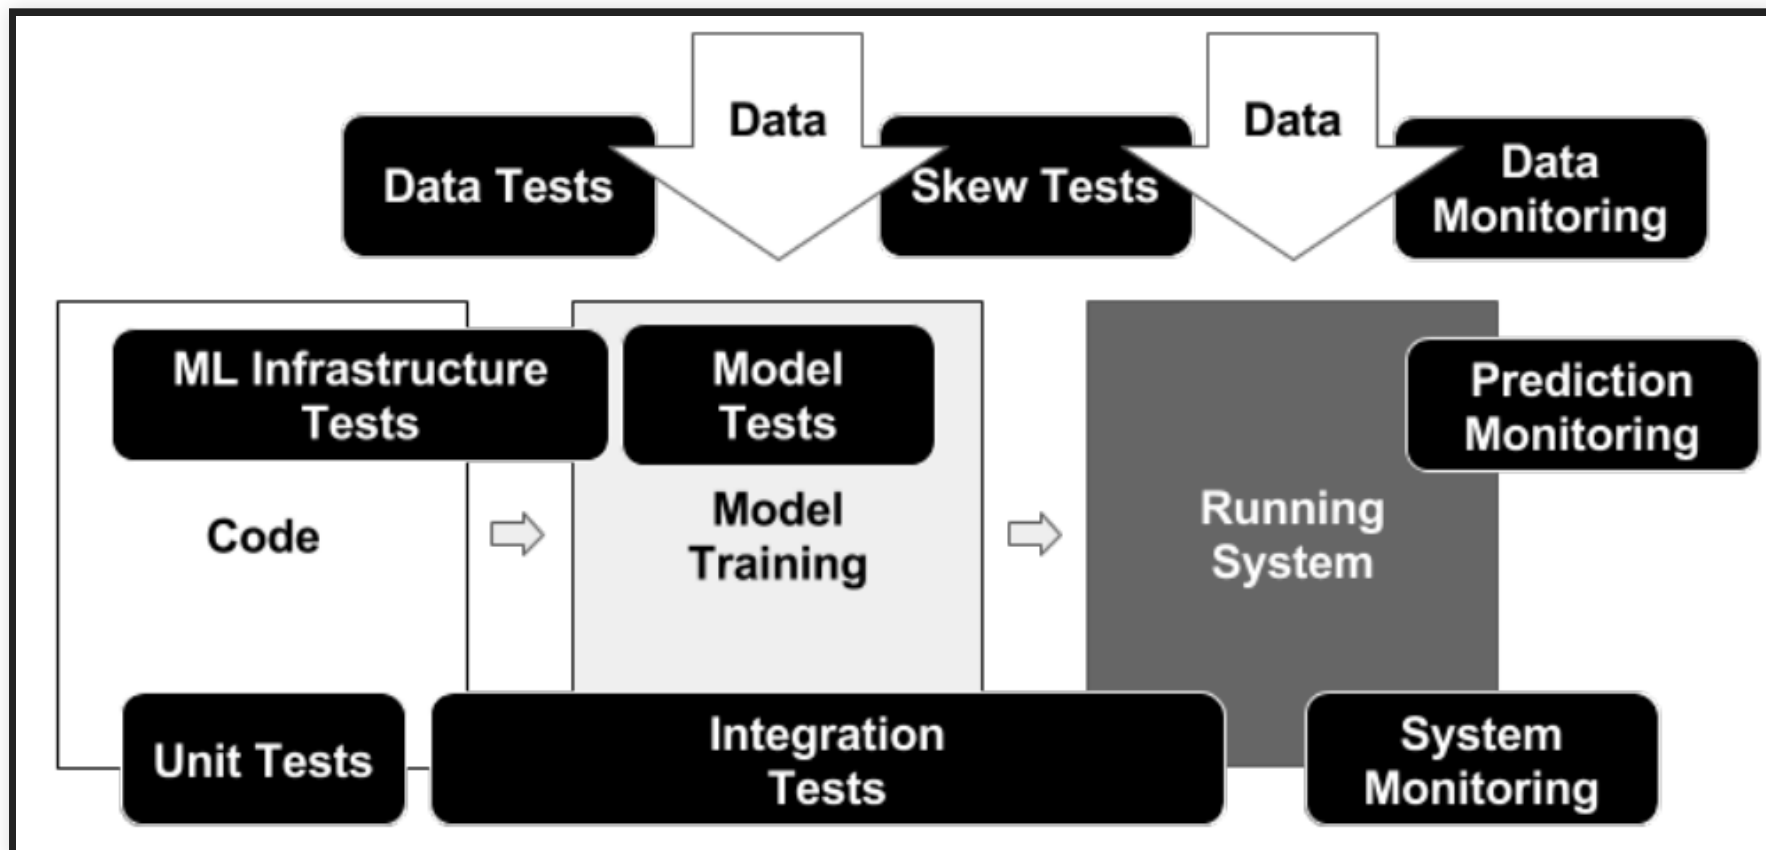 Data
Data
Data Tests
Skew Tests
Data
Monitoring
ML Infrastructure
Tests
Model
Tests
Prediction
Monitoring
Code
Model
Training
Running
System
Unit Tests
Integration
Tests
System
Monitoring